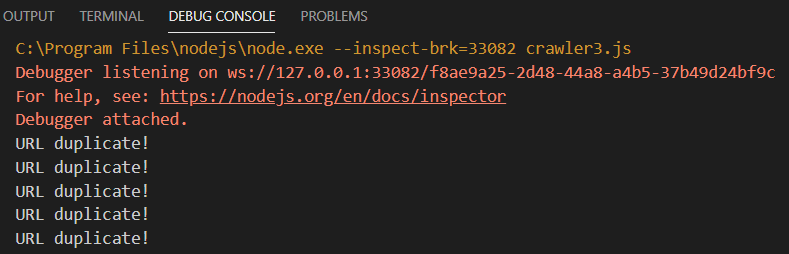 OUTPUT TERMINAL DEBUG CONSOLE PROBLEMS
C:\Program Files\nodejs\node.exe --inspect-brk=33082 crawler3.js
Debugger listening on ws://127.0.0.1:33082/f8ae9a25-2d48-44a8-a4b5-37b49d24bf9c
For help, see: https://nodejs.org/en/docs/inspector
Debugger attached.
URL duplicate!
URL duplicate!
URL duplicate!
URL duplicate!
URL duplicate!